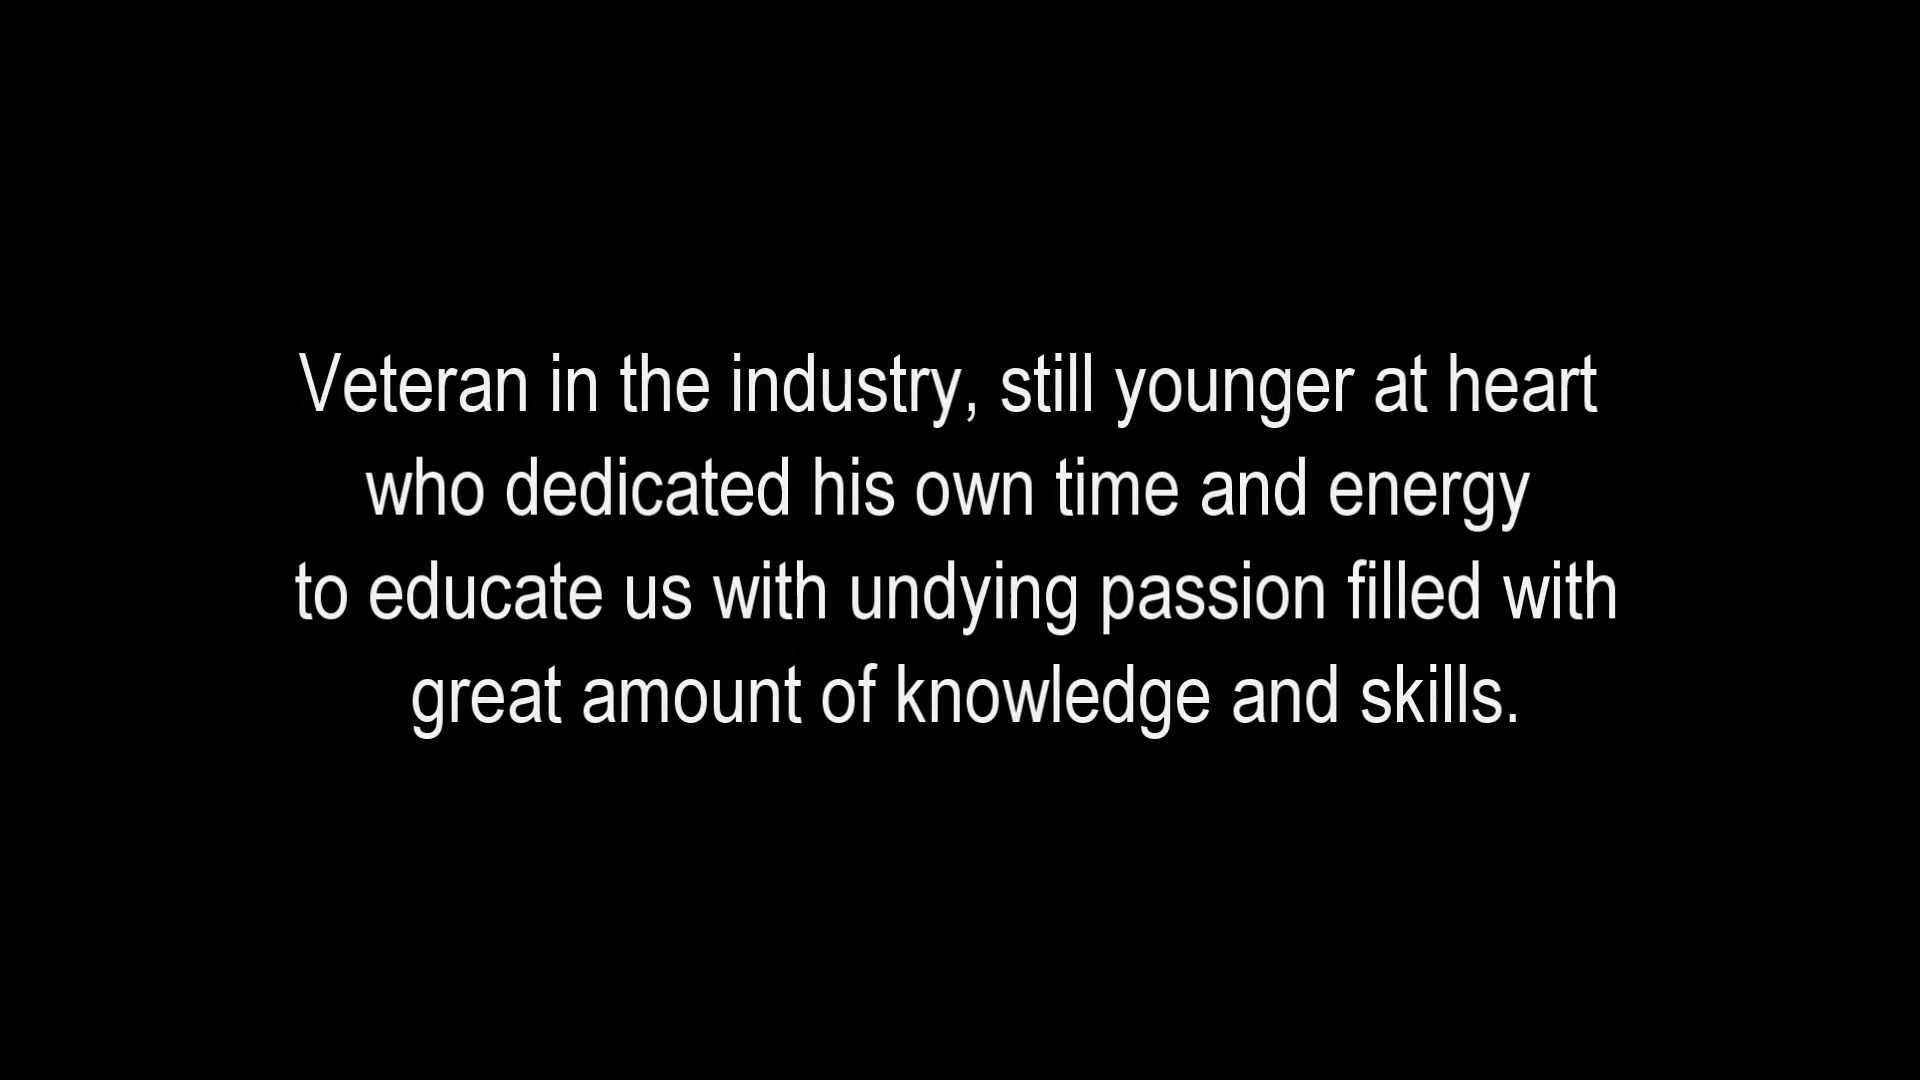 Veteran in the industry, still younger at heart
who dedicated his own time and energy
to educate us with undying passion filled with
great amount of knowledge and skills.